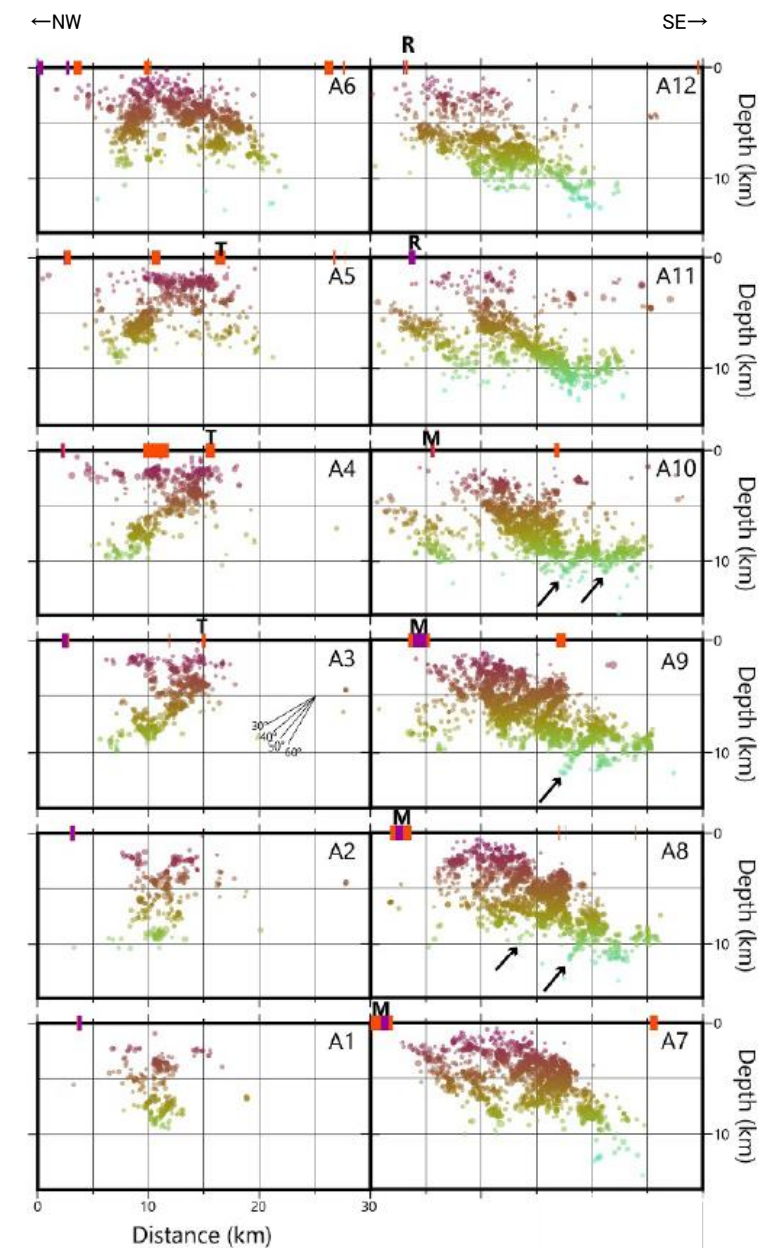 ←NW SE→
R
A6 A12 0
10
Depth (km)
T R
A5 A11 0
10
Depth (km)
T M
A4 A10 0
10
Depth (km)
T M
A3 A9 0
30° 40° 50° 60°
10
Depth (km)
M
A2 A8 0
10
Depth (km)
M
A1 A7 0
10
Depth (km)
0 10 20 30
Distance (km)